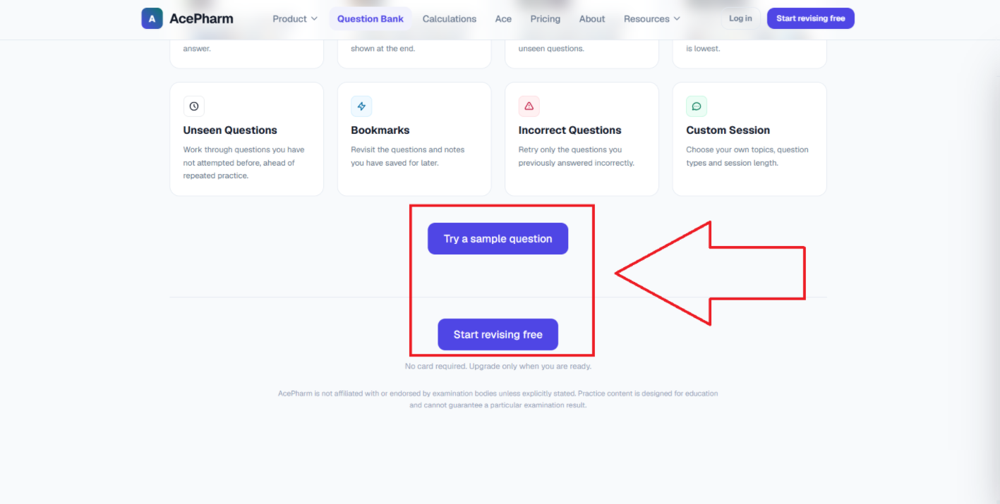 A AcePharm Product Question Bank Calculations Ace Pricing About Resources Log in Start revising free
answer. shown at the end. unseen questions. is lowest.
Unseen Questions
Work through questions you have
not attempted before, ahead of
repeated practice.
Bookmarks
Revisit the questions and notes
you have saved for later.
Incorrect Questions
Retry only the questions you
previously answered incorrectly.
Custom Session
Choose your own topics, question
types and session length.
Try a sample question
Start revising free
No card required. Upgrade only when you are ready.
AcePharm is not affiliated with or endorsed by examination bodies unless explicitly stated. Practice content is designed for education
and cannot guarantee a particular examination result.